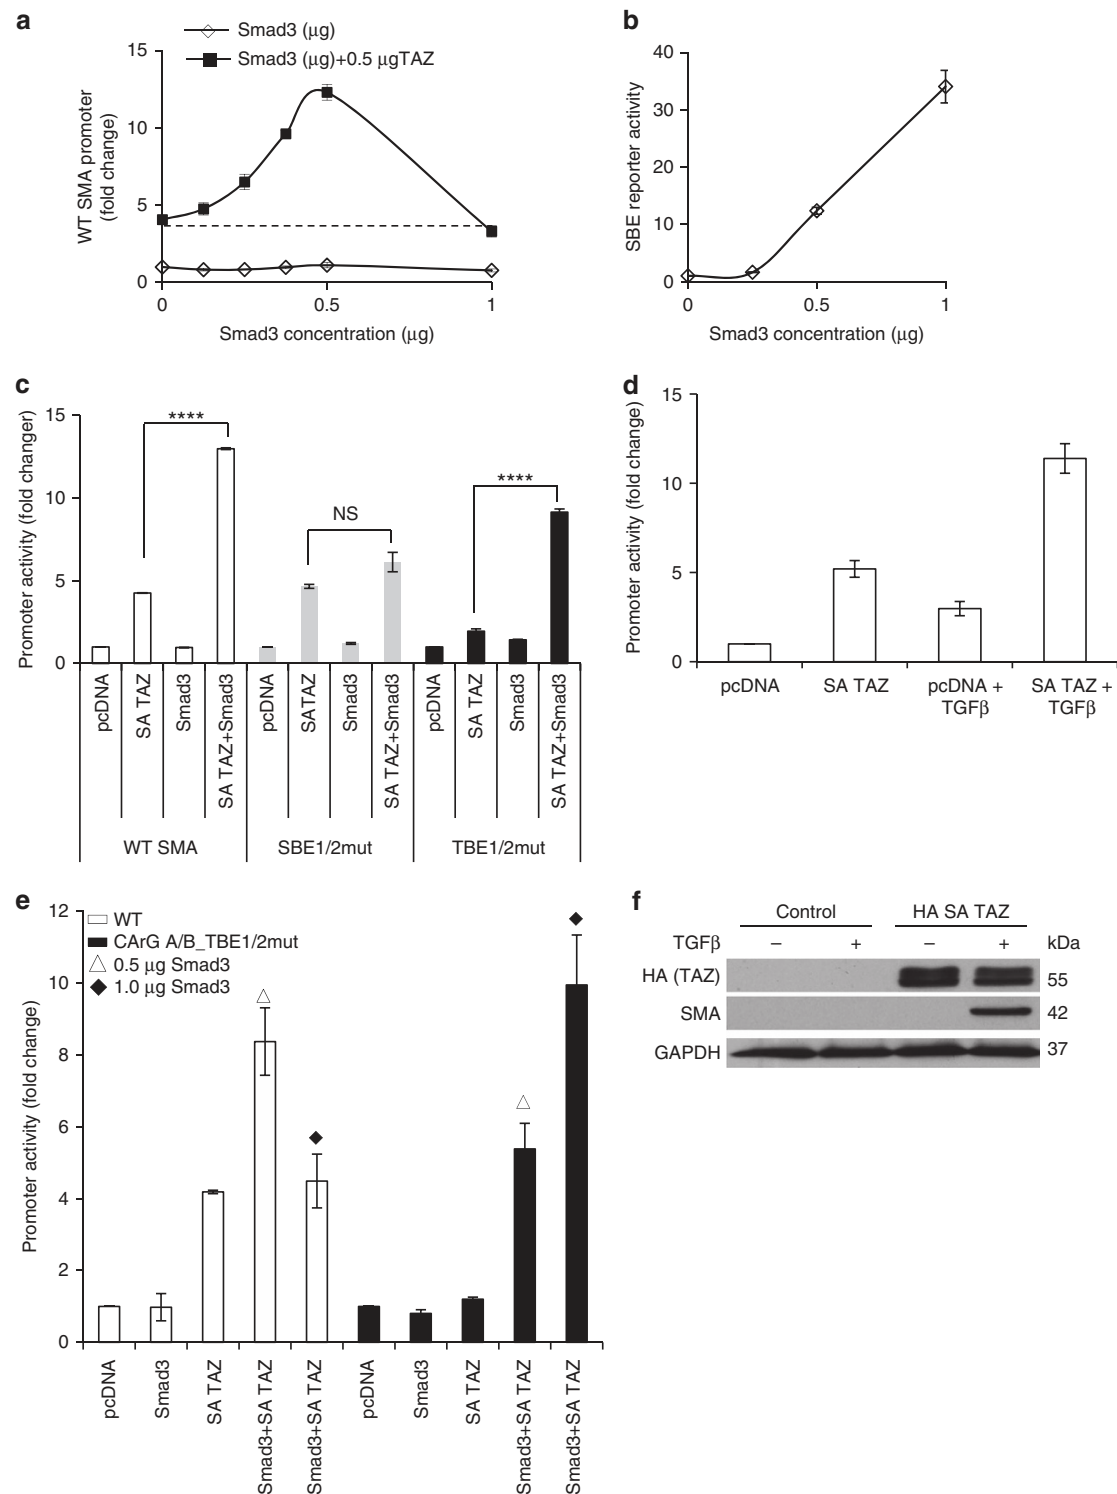 a
Smad3 (μg)
Smad3 (μg)+0.5 μgTAZ
WT SMA promoter
(fold change)
15
10
5
0
0
0.5
1
Smad3 concentration (μg)
b
SBE reporter activity
40
30
20
10
0
0
0.5
1
Smad3 concentration (μg)
c
Promoter activity (fold changer)
15
10
5
0
****
NS
****
pcDNA
SA TAZ
Smad3
SA TAZ+Smad3
pcDNA
SATAZ
Smad3
SA TAZ+Smad3
pcDNA
SA TAZ
Smad3
SA TAZ+Smad3
WT SMA
SBE1/2mut
TBE1/2mut
d
Promoter activity (fold change)
15
10
5
0
pcDNA
SA TAZ
pcDNA +
TGFβ
SA TAZ +
TGFβ
e
Promoter activity (fold change)
12
10
8
6
4
2
0
WT
CArG A/B_TBE1/2mut
0.5 μg Smad3
1.0 μg Smad3
pcDNA
Smad3
SA TAZ
Smad3+SA TAZ
Smad3+SA TAZ
pcDNA
Smad3
SA TAZ
Smad3+SA TAZ
Smad3+SA TAZ
f
Control HA SA TAZ
TGFβ – + – + kDa
HA (TAZ) 55
SMA 42
GAPDH 37